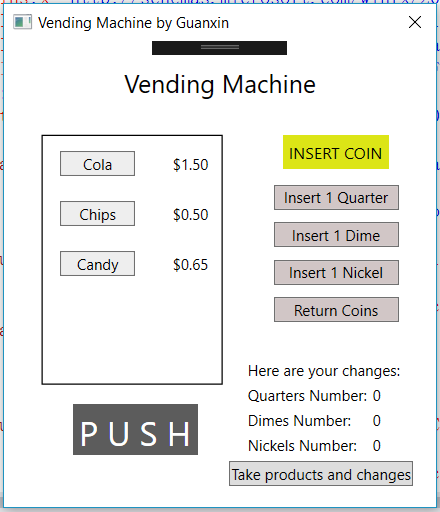 Vending Machine by Guanxin
Vending Machine
Cola $1.50
Chips $0.50
Candy $0.65
INSERT COIN
Insert 1 Quarter
Insert 1 Dime
Insert 1 Nickel
Return Coins
Here are your changes:
Quarters Number: 0
Dimes Number: 0
Nickels Number: 0
Take products and changes
PUSH